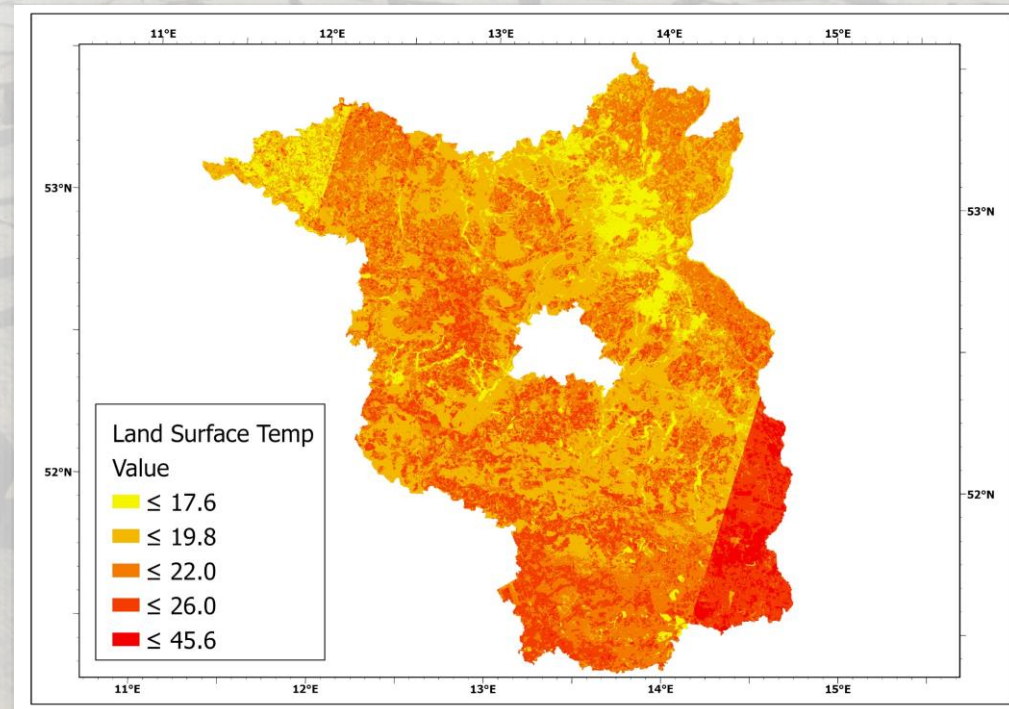 11°E 12°E 13°E 14°E 15°E
53°N 53°N
Land Surface Temp
Value
≤ 17.6
52°N 52°N
≤ 19.8
≤ 22.0
≤ 26.0
≤ 45.6
11°E 12°E 13°E 14°E 15°E